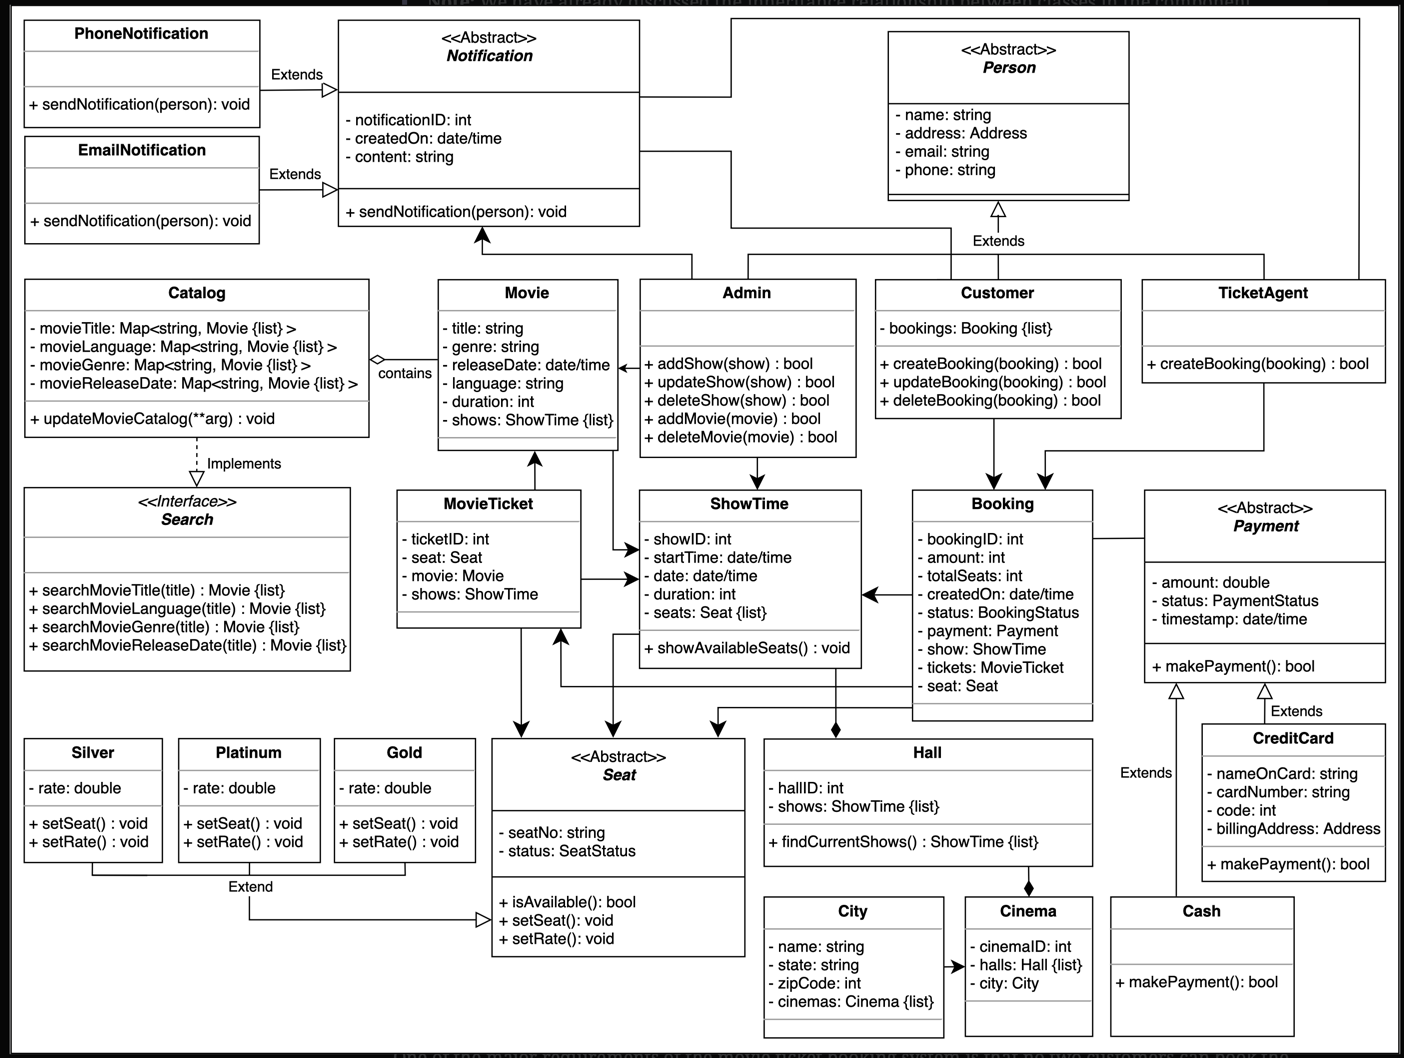 Note: we have already discussed the inheritance relationship between classes in the component
PhoneNotification
+ sendNotification(person): void
EmailNotification
+ sendNotification(person): void
Extends
Extends
<<Abstract>>
Notification
- notificationID: int
- createdOn: date/time
- content: string
+ sendNotification(person): void
<<Abstract>>
Person
- name: string
- address: Address
- email: string
- phone: string
Extends
Catalog
- movieTitle: Map<string, Movie {list} >
- movieLanguage: Map<string, Movie {list} >
- movieGenre: Map<string, Movie {list} >
- movieReleaseDate: Map<string, Movie {list} >
+ updateMovieCatalog(**arg) : void
contains
Movie
- title: string
- genre: string
- releaseDate: date/time
- language: string
- duration: int
- shows: ShowTime {list}
Admin
+ addShow(show) : bool
+ updateShow(show) : bool
+ deleteShow(show) : bool
+ addMovie(movie) : bool
+ deleteMovie(movie) : bool
Customer
- bookings: Booking {list}
+ createBooking(booking) : bool
+ updateBooking(booking) : bool
+ deleteBooking(booking) : bool
TicketAgent
+ createBooking(booking) : bool
Implements
<<Interface>>
Search
+ searchMovieTitle(title) : Movie {list}
+ searchMovieLanguage(title) : Movie {list}
+ searchMovieGenre(title) : Movie {list}
+ searchMovieReleaseDate(title) : Movie {list}
MovieTicket
- ticketID: int
- seat: Seat
- movie: Movie
- shows: ShowTime
ShowTime
- showID: int
- startTime: date/time
- date: date/time
- duration: int
- seats: Seat {list}
+ showAvailableSeats() : void
Booking
- bookingID: int
- amount: int
- totalSeats: int
- createdOn: date/time
- status: BookingStatus
- payment: Payment
- show: ShowTime
- tickets: MovieTicket
- seat: Seat
<<Abstract>>
Payment
- amount: double
- status: PaymentStatus
- timestamp: date/time
+ makePayment(): bool
Extends
Extends
Silver
- rate: double
+ setSeat() : void
+ setRate() : void
Platinum
- rate: double
+ setSeat() : void
+ setRate() : void
Gold
- rate: double
+ setSeat() : void
+ setRate() : void
Extend
<<Abstract>>
Seat
- seatNo: string
- status: SeatStatus
+ isAvailable(): bool
+ setSeat(): void
+ setRate(): void
Hall
- hallID: int
- shows: ShowTime {list}
+ findCurrentShows() : ShowTime {list}
CreditCard
- nameOnCard: string
- cardNumber: string
- code: int
- billingAddress: Address
+ makePayment(): bool
City
- name: string
- state: string
- zipCode: int
- cinemas: Cinema {list}
Cinema
- cinemaID: int
- halls: Hall {list}
- city: City
Cash
+ makePayment(): bool